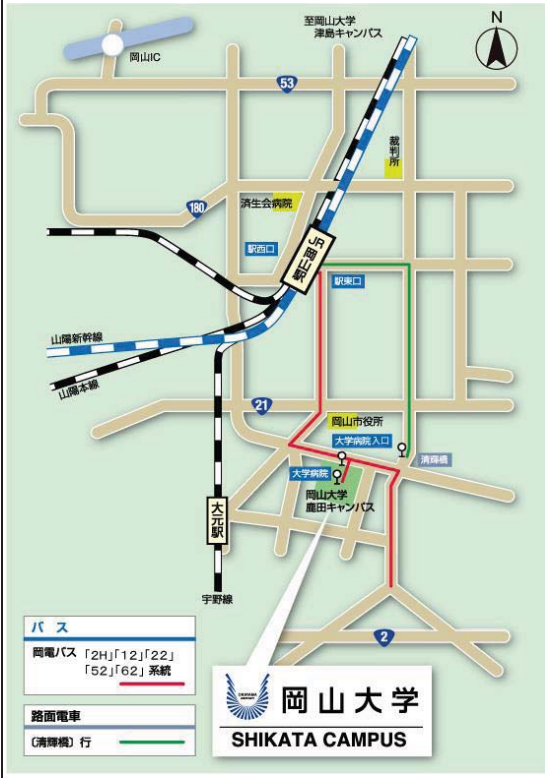 至岡山大学
津島キャンパス
N
岡山IC
53
裁判所
180
済生会病院
駅西口
JR岡山駅
駅東口
山陽新幹線
山陽本線
21
岡山市役所
大学病院入口
清輝橋
大学病院
岡山大学
鹿田キャンパス
大元駅
宇野線
2
バス
岡電バス 「2H」「12」「22」
「52」「62」 系統
路面電車
〔清輝橋〕 行
岡山大学
SHIKATA CAMPUS